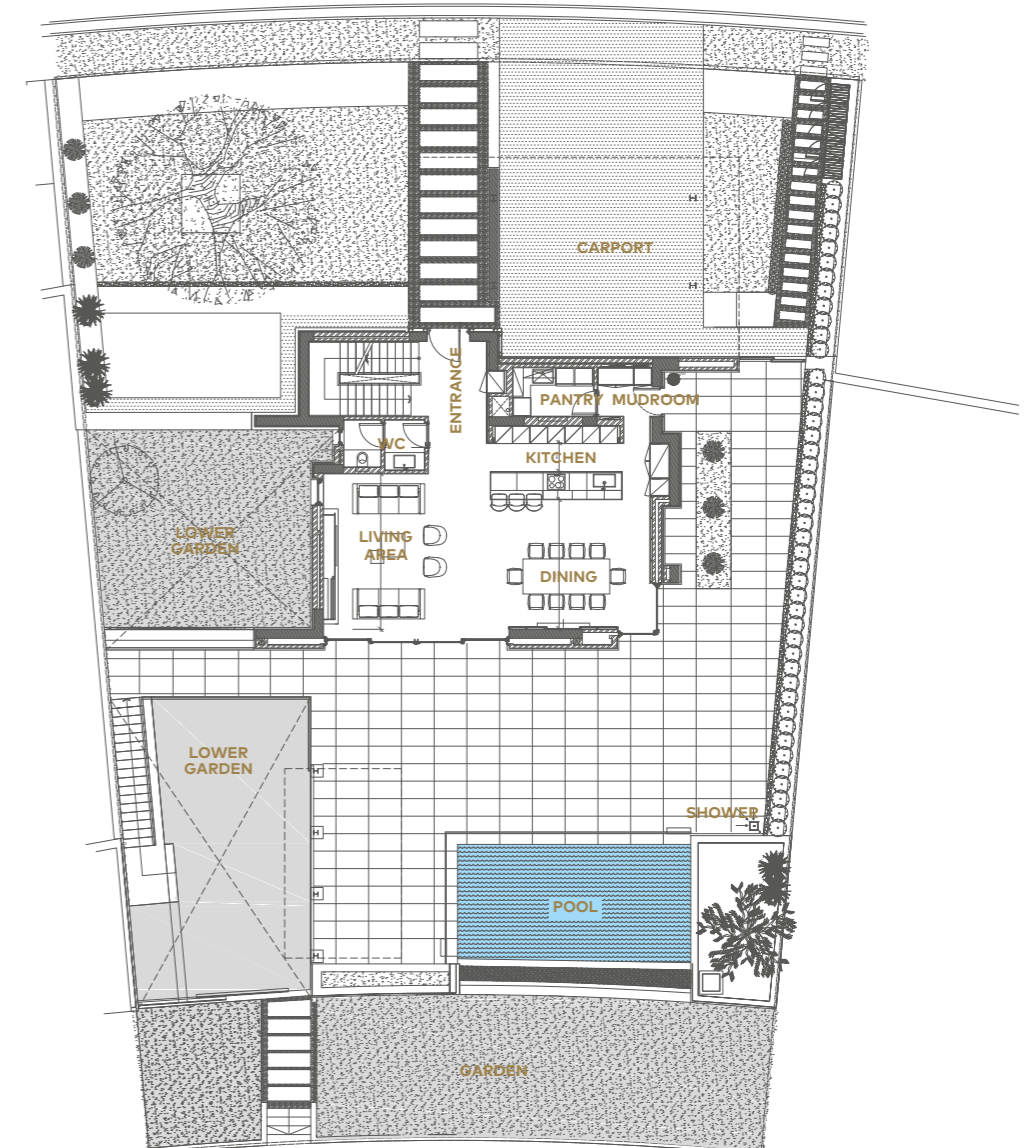 CARPORT
ENTRANCE
PANTRY MUDROOM
WC
KITCHEN
LOWER
GARDEN
LIVING
AREA
DINING
LOWER
GARDEN
SHOWER
POOL
GARDEN